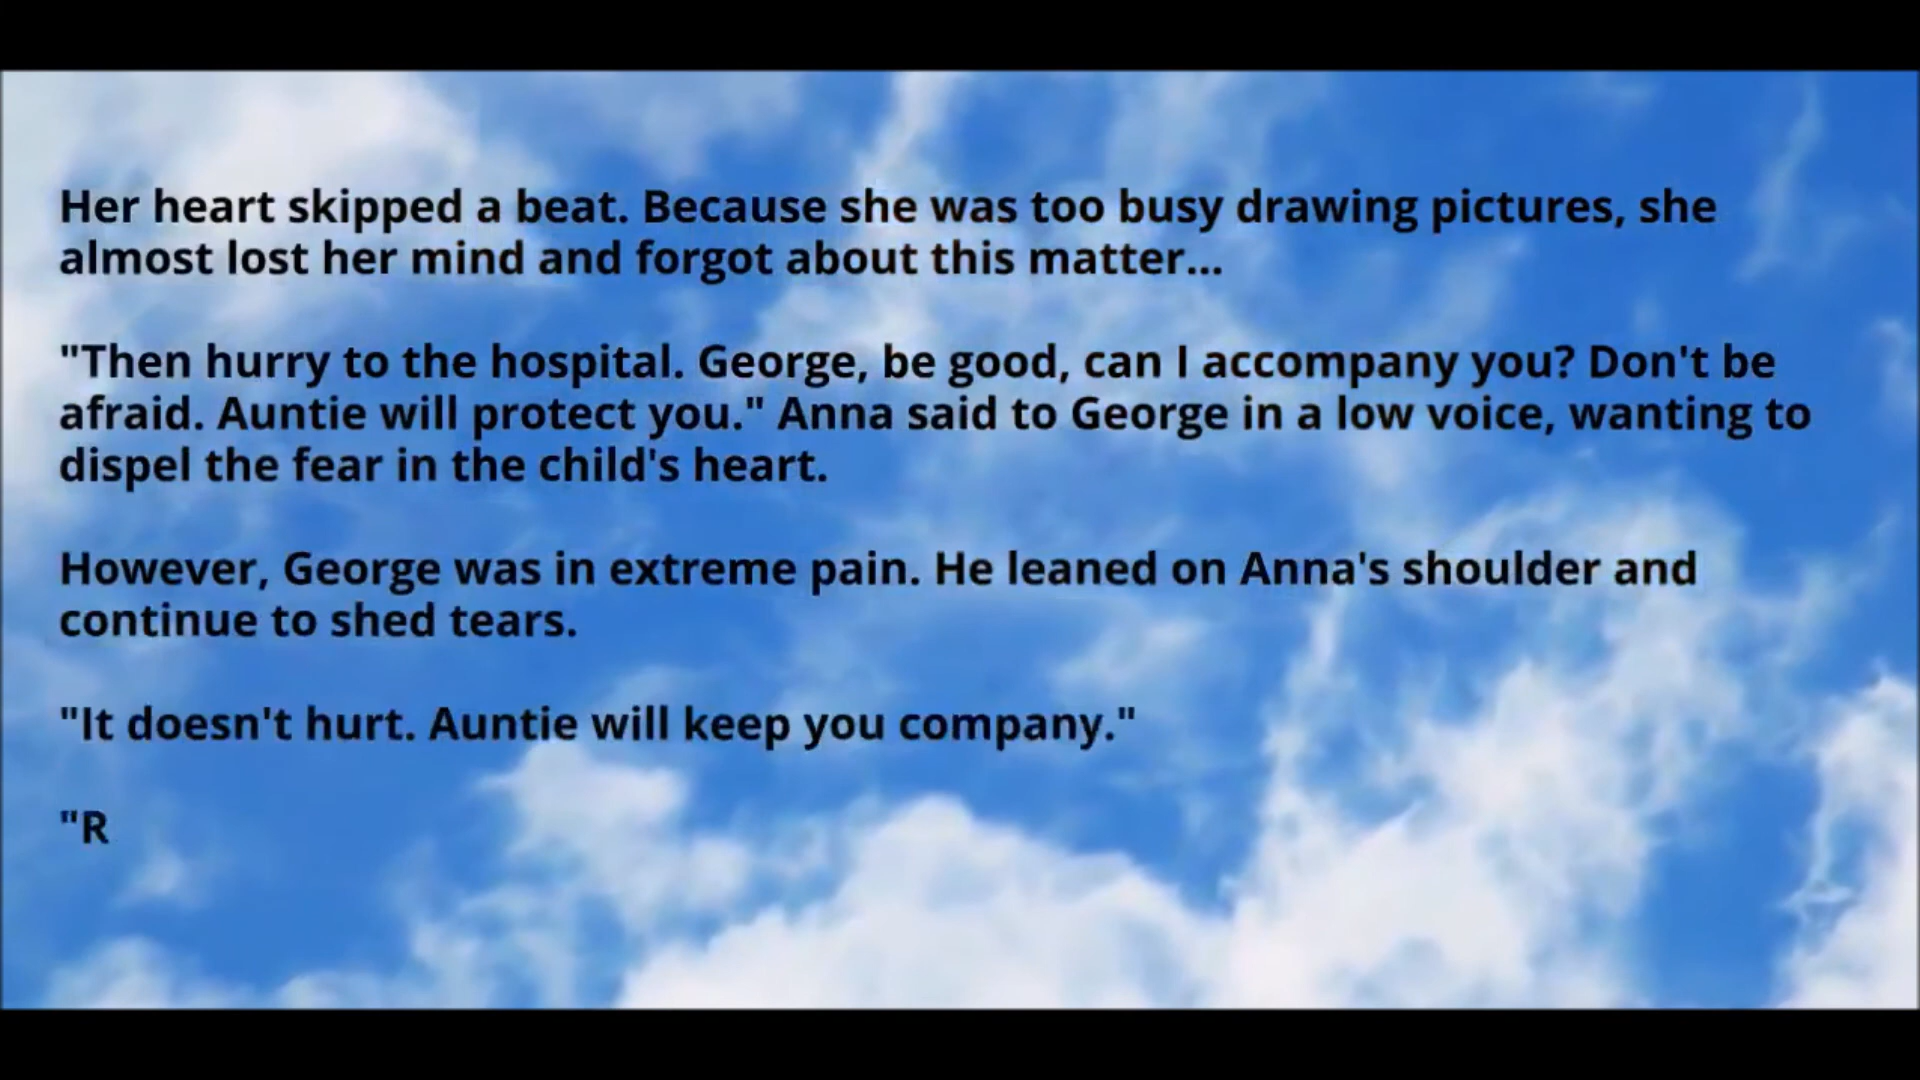 Her heart skipped a beat. Because she was too busy drawing pictures, she
almost lost her mind and forgot about this matter...
"Then hurry to the hospital. George, be good, can I accompany you? Don't be
afraid. Auntie will protect you." Anna said to George in a low voice, wanting to
dispel the fear in the child's heart.
However, George was in extreme pain. He leaned on Anna's shoulder and
continue to shed tears.
"It doesn't hurt. Auntie will keep you company."
"R